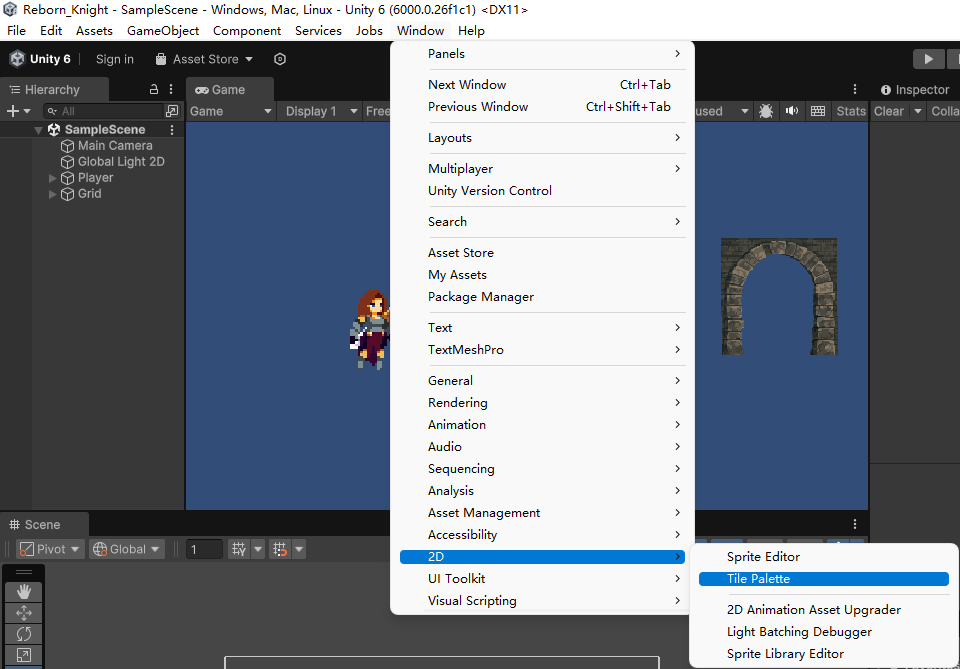 Reborn_Knight - SampleScene - Windows, Mac, Linux - Unity 6 (6000.0.26f1c1) <DX11>
File Edit Assets GameObject Component Services Jobs Window Help
Unity 6 Sign in Asset Store
Hierarchy
All
SampleScene
Main Camera
Global Light 2D
Player
Grid
Game
Game Display 1 Free
Panels
Next Window Ctrl+Tab
Previous Window Ctrl+Shift+Tab
Layouts
Multiplayer
Unity Version Control
Search
Asset Store
My Assets
Package Manager
Text
TextMeshPro
General
Rendering
Animation
Audio
Sequencing
Analysis
Asset Management
Accessibility
2D
UI Toolkit
Visual Scripting
Sprite Editor
Tile Palette
2D Animation Asset Upgrader
Light Batching Debugger
Sprite Library Editor
used Stats
Inspector
Clear Colla
Scene
Pivot Global 1